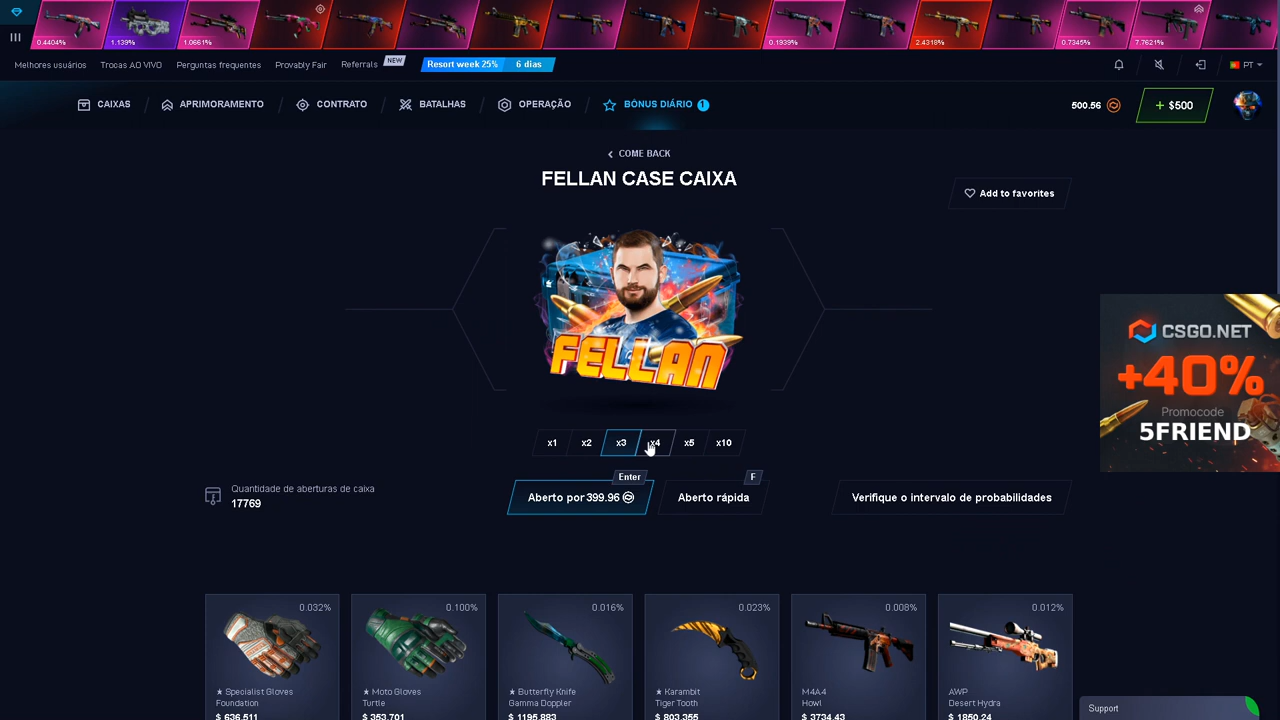 0.4404%
1.139%
1.0661%
0.1939%
2.4318%
0.7345%
7.7621%
Melhores usuários
Trocas AO VIVO
Perguntas frequentes
Provably Fair
Referrals
NEW
Resort week 25%
6 dias
PT
CAIXAS
APRIMORAMENTO
CONTRATO
BATALHAS
OPERAÇÃO
BÓNUS DIÁRIO
1
500.56
+ $500
COME BACK
FELLAN CASE CAIXA
Add to favorites
FELLAN
CSGO.NET
+40%
Promocode
5FRIEND
x1
x2
x3
x4
x5
x10
Enter
F
Quantidade de aberturas de caixa
17769
Aberto por 399.96
Aberto rápida
Verifique o intervalo de probabilidades
0.032%
0.100%
0.016%
0.023%
0.008%
0.012%
★ Specialist Gloves
Foundation
$ 636.511
★ Moto Gloves
Turtle
$ 353.701
★ Butterfly Knife
Gamma Doppler
$ 1195.883
★ Karambit
Tiger Tooth
$ 803.355
M4A4
Howl
$ 3734.43
AWP
Desert Hydra
$ 1850.24
Support